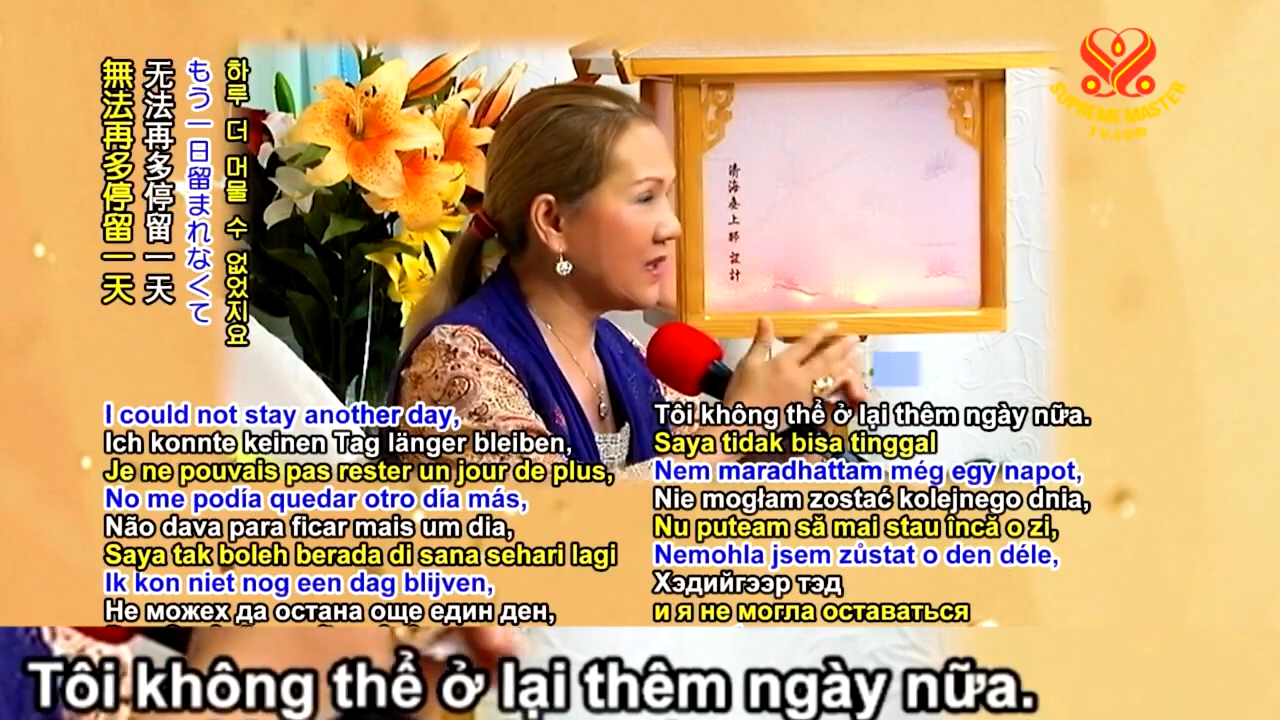 하루 더 머물 수 없었지요
もう一日留まれなくて
无法再多停留一天
無法再多停留一天
SUPREME MASTER
TV.com
清海無上師 設計
I could not stay another day,
Ich konnte keinen Tag länger bleiben,
Je ne pouvais pas rester un jour de plus,
No me podía quedar otro día más,
Não dava para ficar mais um dia,
Saya tak boleh berada di sana sehari lagi
Ik kon niet nog een dag blijven,
Не можех да остана още един ден,
Tôi không thể ở lại thêm ngày nữa.
Saya tidak bisa tinggal
Nem maradhattam még egy napot,
Nie mogłam zostać kolejnego dnia,
Nu puteam să mai stau încă o zi,
Nemohla jsem zůstat o den déle,
Хэдийгээр тэд
и я не могла оставаться
Tôi không thể ở lại thêm ngày nữa.